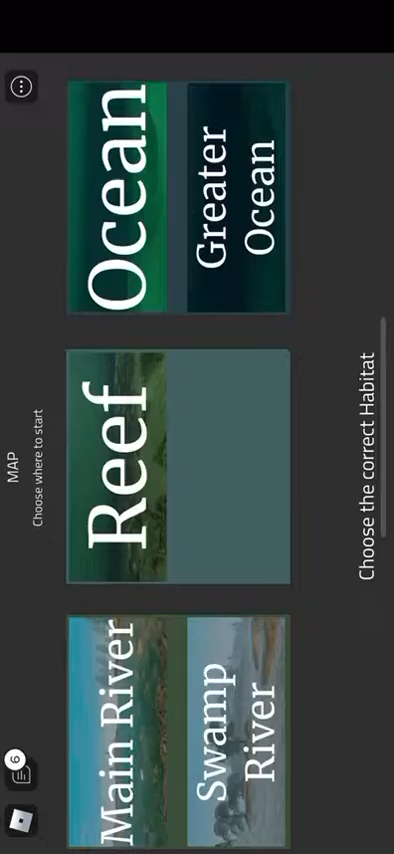 MAP
Choose where to start
6
Main River
Swamp
River
Reef
Ocean
Greater
Ocean
Choose the correct Habitat